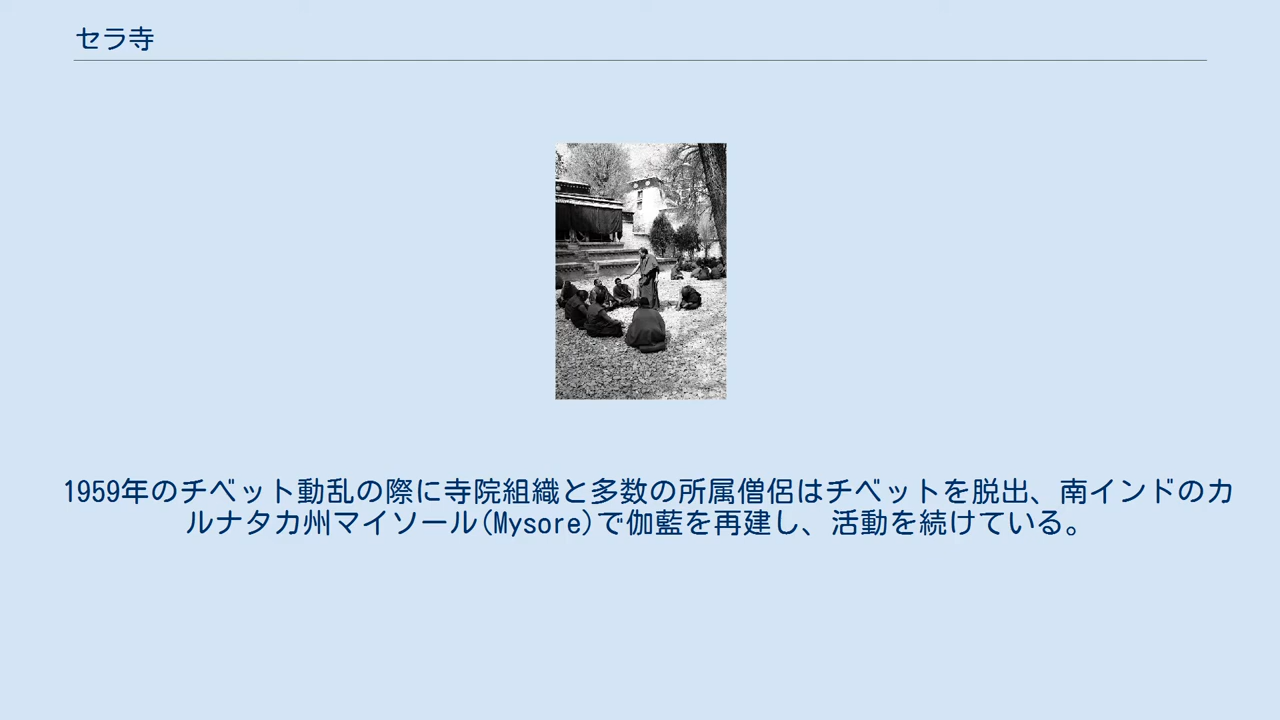 セラ寺
1959年のチベット動乱の際に寺院組織と多数の所属僧侶はチベットを脱出、南インドのカ
ルナタカ州マイソール(Mysore)で伽藍を再建し、活動を続けている。